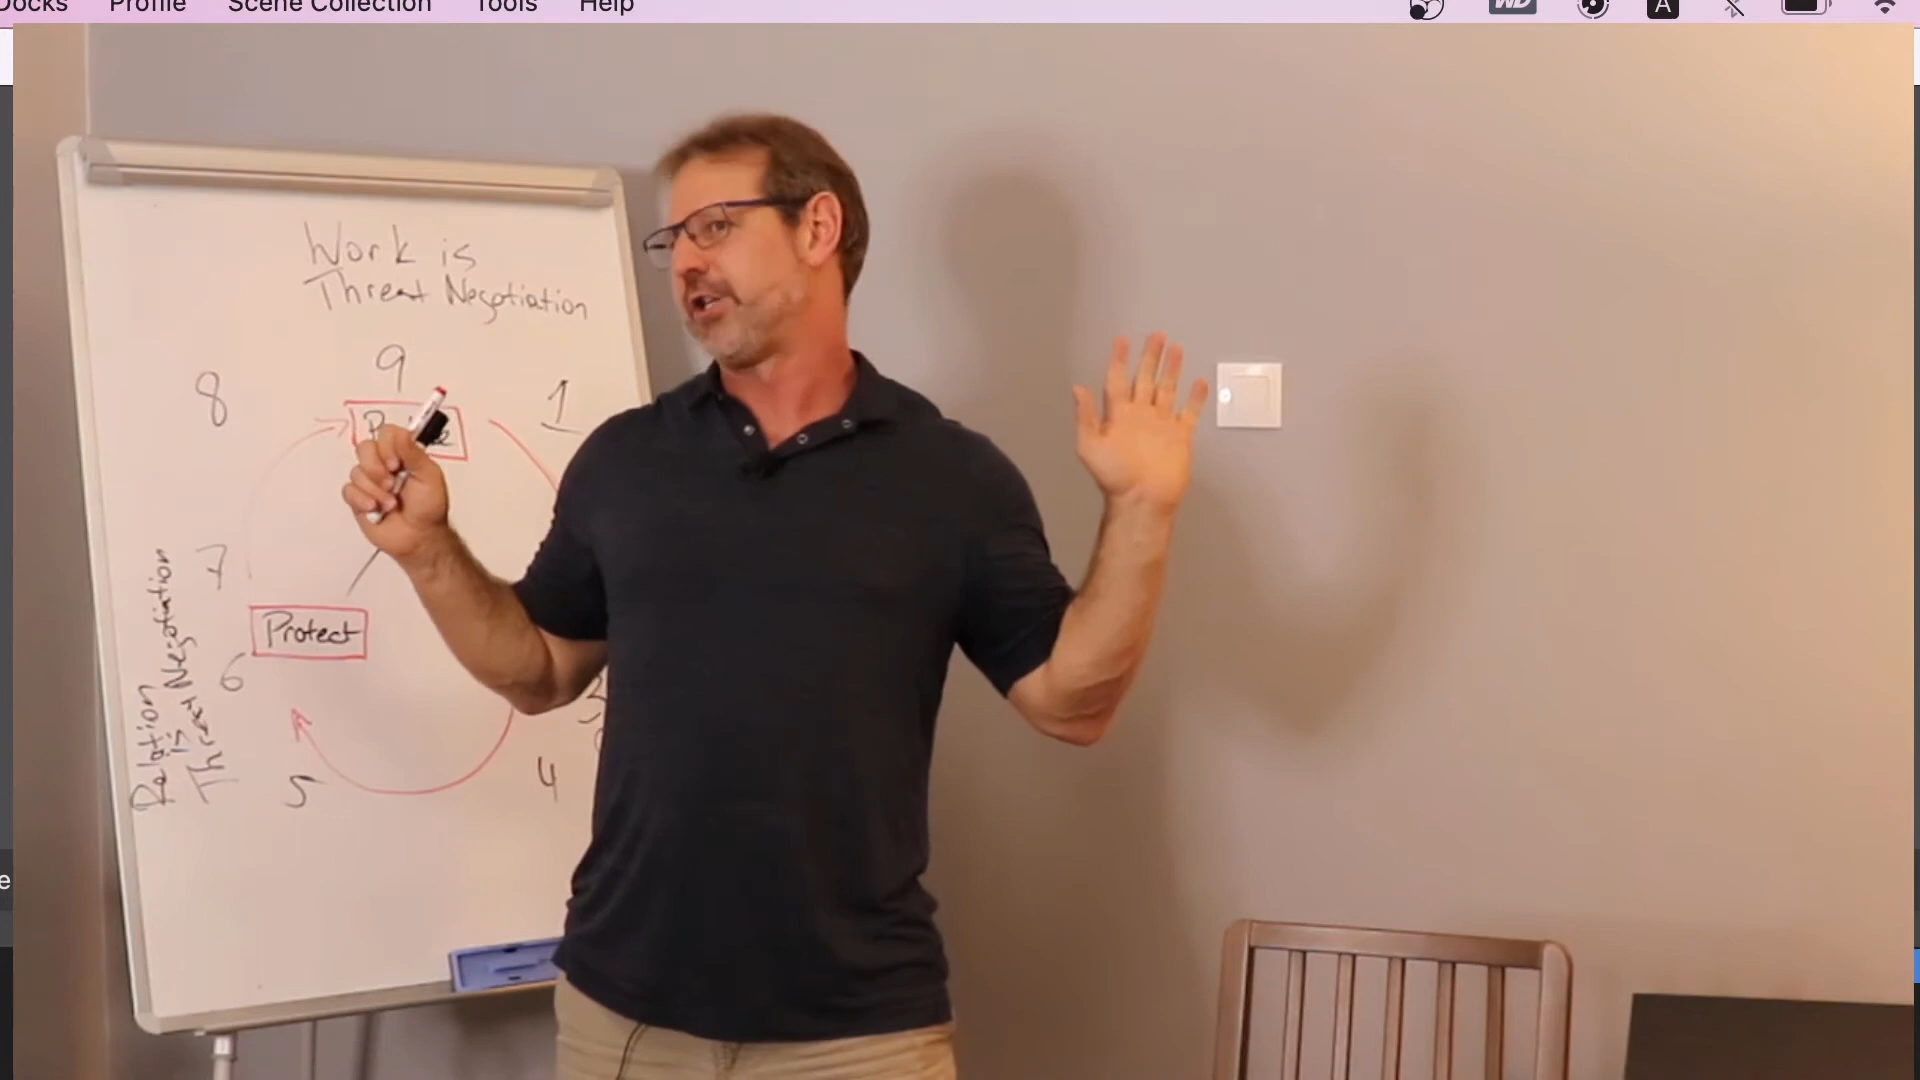 Docks Profile Scene Collection Tools Help
WD
A
Work is
Threat Negotiation
9
8
1
7
Protect
6
Relation
is
Threat Negotiation
5
4
e